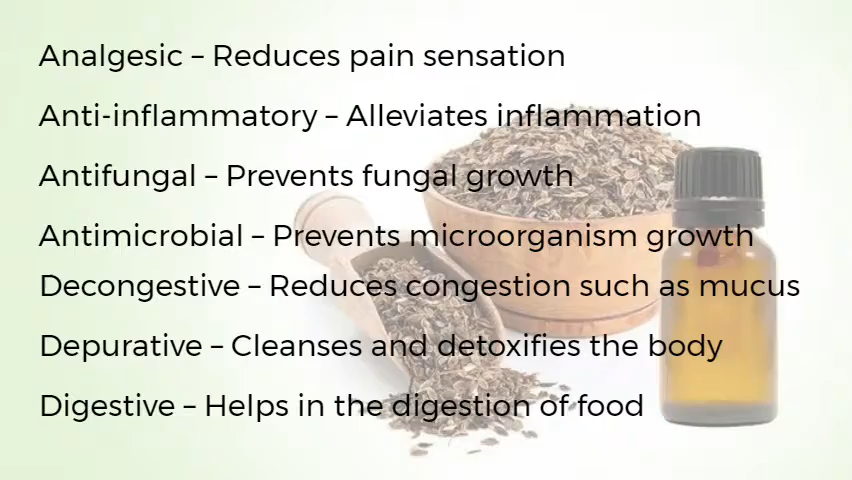 Analgesic – Reduces pain sensation
Anti-inflammatory – Alleviates inflammation
Antifungal – Prevents fungal growth
Antimicrobial – Prevents microorganism growth
Decongestive – Reduces congestion such as mucus
Depurative – Cleanses and detoxifies the body
Digestive – Helps in the digestion of food